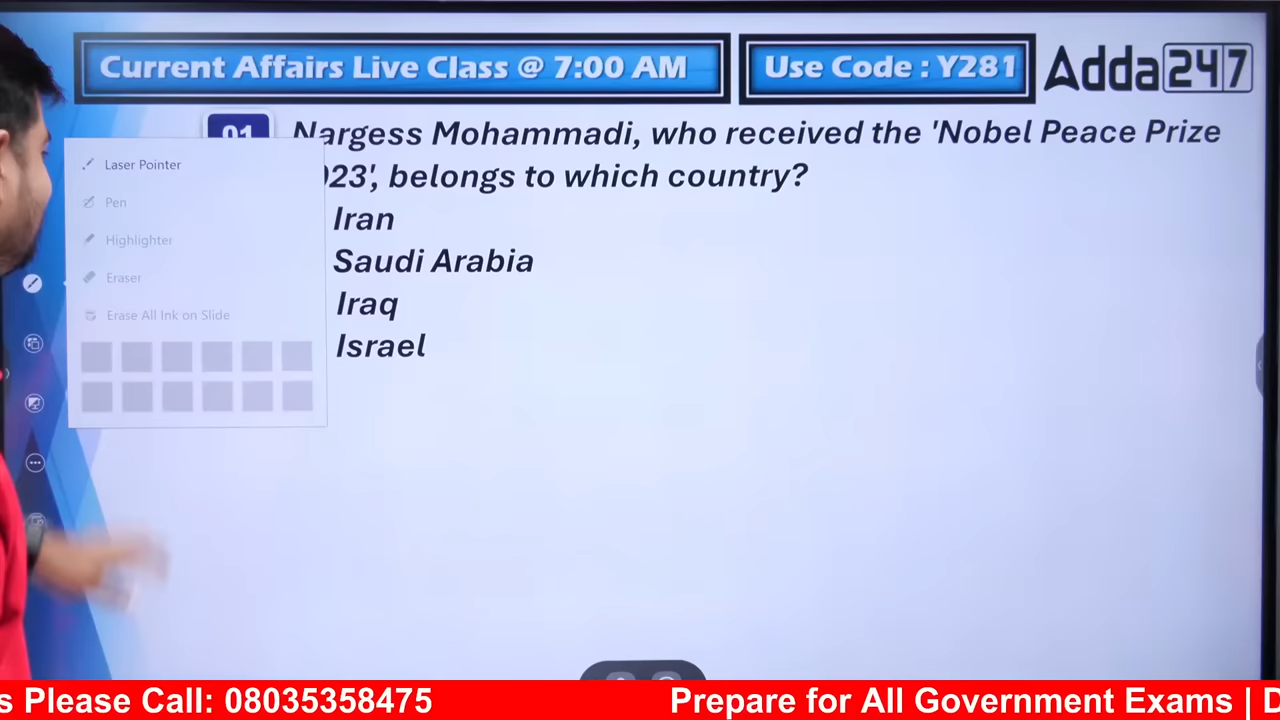 Current Affairs Live Class @ 7:00 AM
Use Code : Y281
Adda247
01
Nargess Mohammadi, who received the 'Nobel Peace Prize
023', belongs to which country?
Iran
Saudi Arabia
Iraq
Israel
Laser Pointer
Pen
Highlighter
Eraser
Erase All Ink on Slide
s Please Call: 08035358475
Prepare for All Government Exams | D